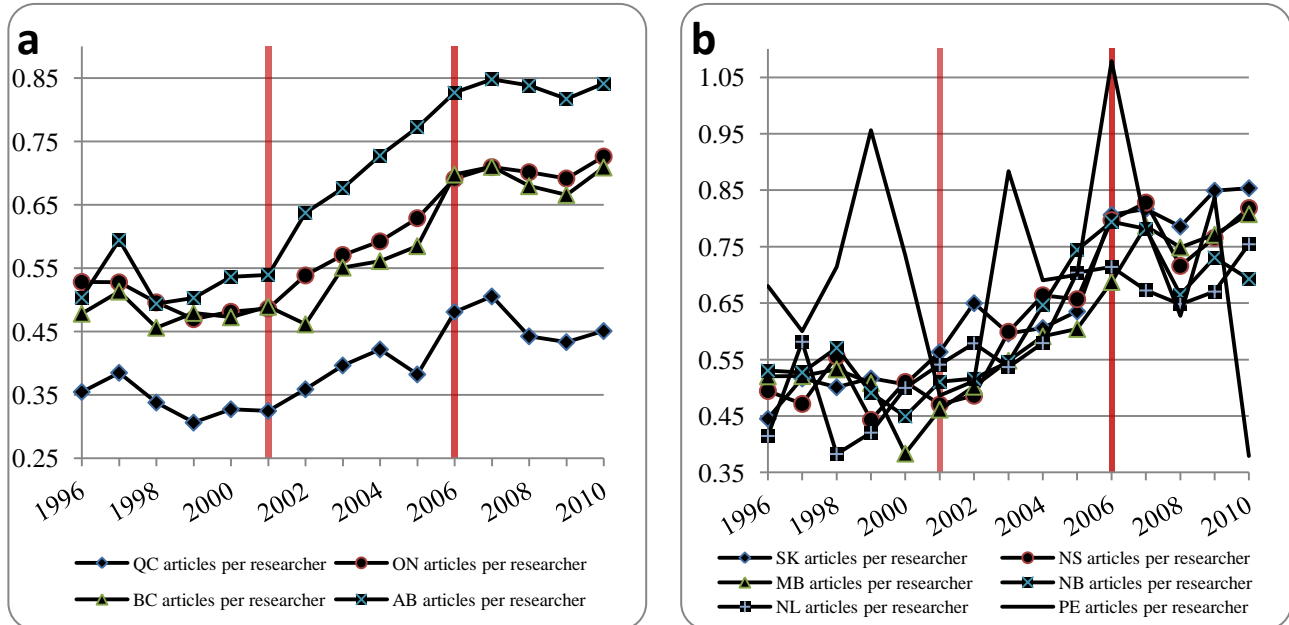 a
0.85
0.75
0.65
0.55
0.45
0.35
0.25
1996 1998 2000 2002 2004 2006 2008 2010
QC articles per researcher ON articles per researcher
BC articles per researcher AB articles per researcher
b
1.05
0.95
0.85
0.75
0.65
0.55
0.45
0.35
1996 1998 2000 2002 2004 2006 2008 2010
SK articles per researcher NS articles per researcher
MB articles per researcher NB articles per researcher
NL articles per researcher PE articles per researcher